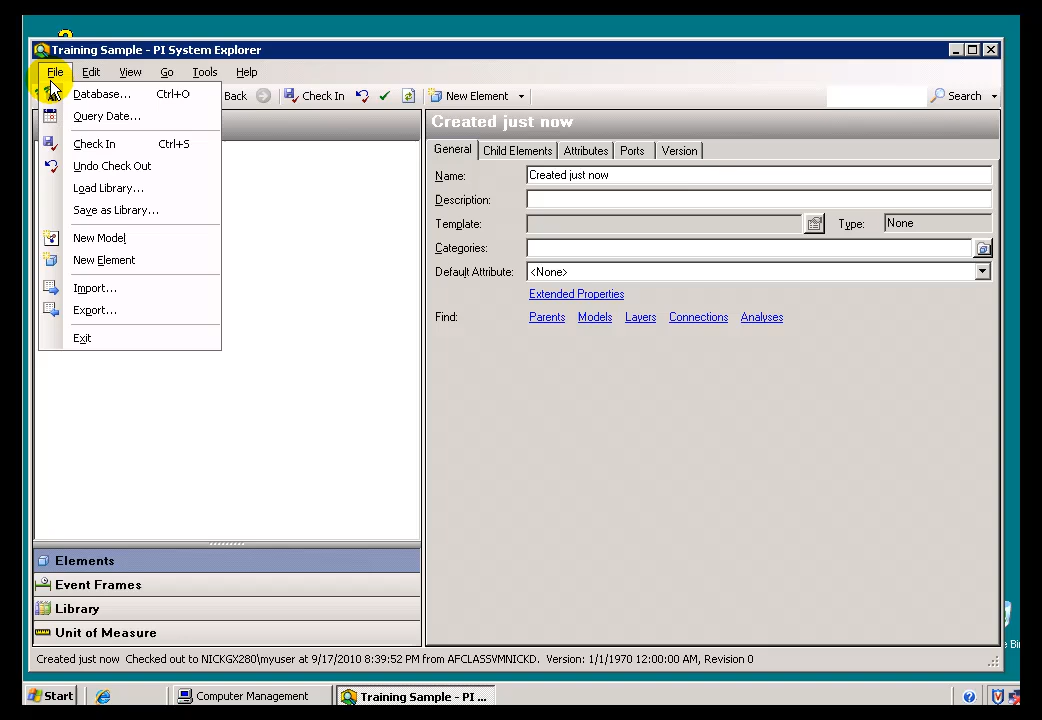 Training Sample - PI System Explorer
File Edit View Go Tools Help
Back Check In New Element Search
Database... Ctrl+O
Query Date...
Check In Ctrl+S
Undo Check Out
Load Library...
Save as Library...
New Model
New Element
Import...
Export...
Exit
Created just now
General Child Elements Attributes Ports Version
Name: Created just now
Description:
Template: Type: None
Categories:
Default Attribute: <None>
Extended Properties
Find: Parents Models Layers Connections Analyses
Elements
Event Frames
Library
Unit of Measure
Created just now Checked out to NICKGX280\myuser at 9/17/2010 8:39:52 PM from AFCLASSVMNICKD. Version: 1/1/1970 12:00:00 AM, Revision 0
Start Computer Management Training Sample - PI ...